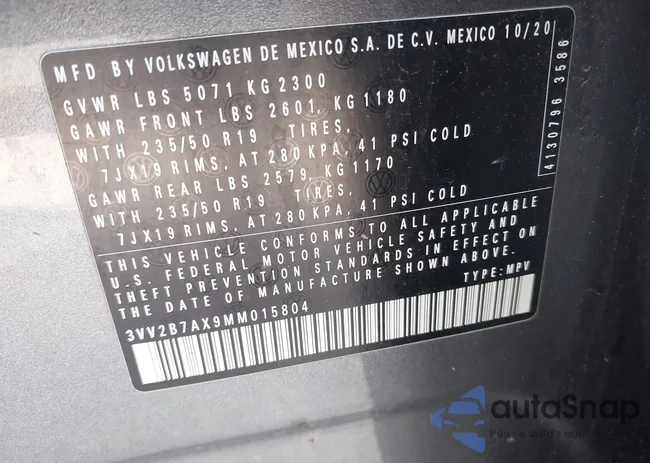 MFD BY VOLKSWAGEN DE MEXICO S.A. DE C.V. MEXICO 10/20
GVWR LBS 5071 KG 2300
GAWR FRONT LBS 2601, KG 1180
WITH 235/50 R19 TIRES,
7JX19 RIMS, AT 280 KPA, 41 PSI COLD
GAWR REAR LBS 2579, KG 1170
WITH 235/50 R19 TIRES,
7JX19 RIMS, AT 280 KPA, 41 PSI COLD
THIS VEHICLE CONFORMS TO ALL APPLICABLE
U.S. FEDERAL MOTOR VEHICLE SAFETY AND
THEFT PREVENTION STANDARDS IN EFFECT ON
THE DATE OF MANUFACTURE SHOWN ABOVE.
TYPE: MPV
3VV2B7AX9MM015804
4130796 3586
autaSnap
Pewne auta z